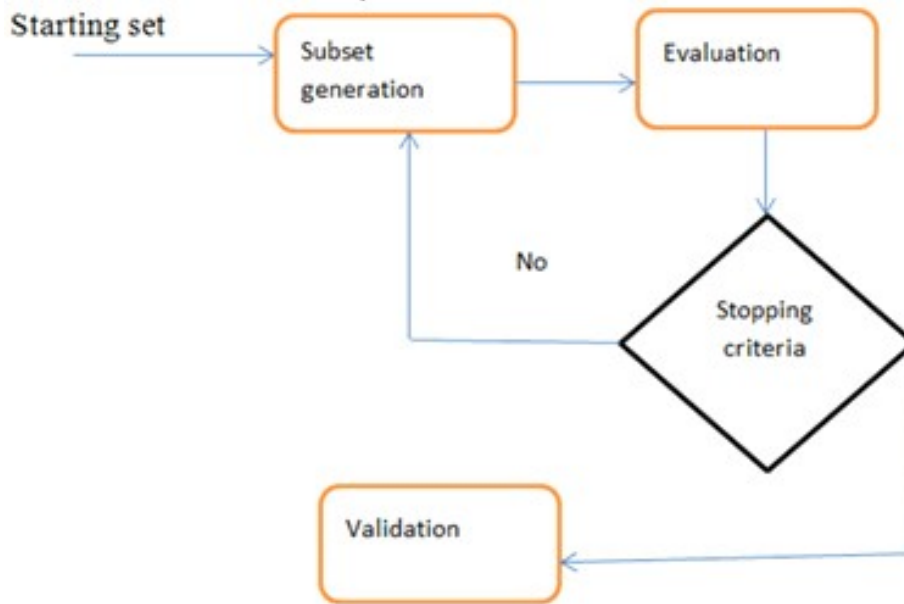 Starting set
Subset
generation
Evaluation
No
Stopping
criteria
Validation